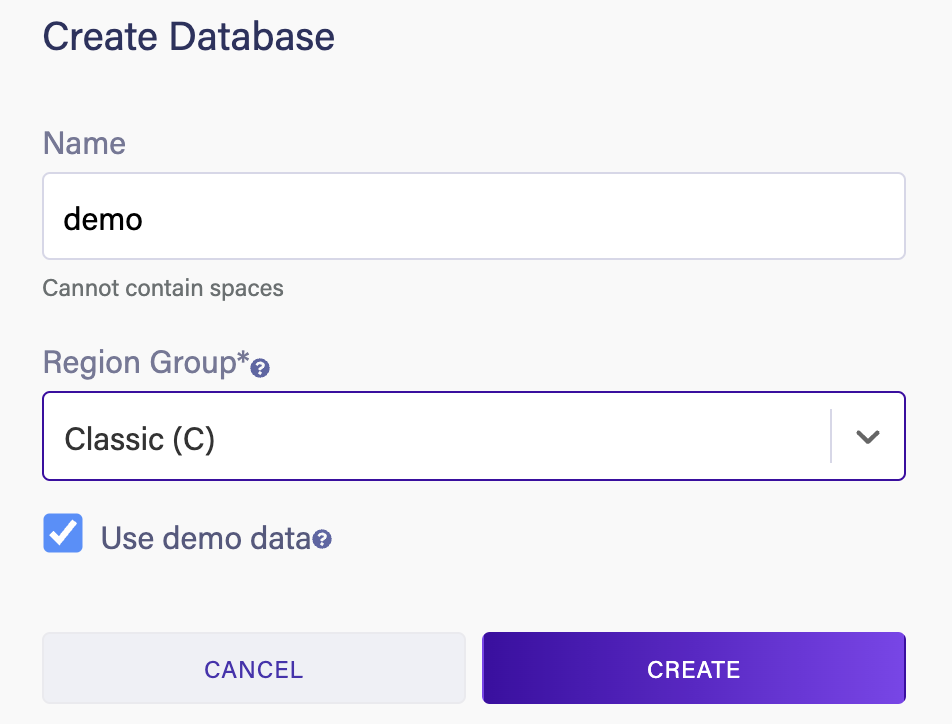 Create Database
Name
demo
Cannot contain spaces
Region Group*
Classic (C)
Use demo data
CANCEL
CREATE